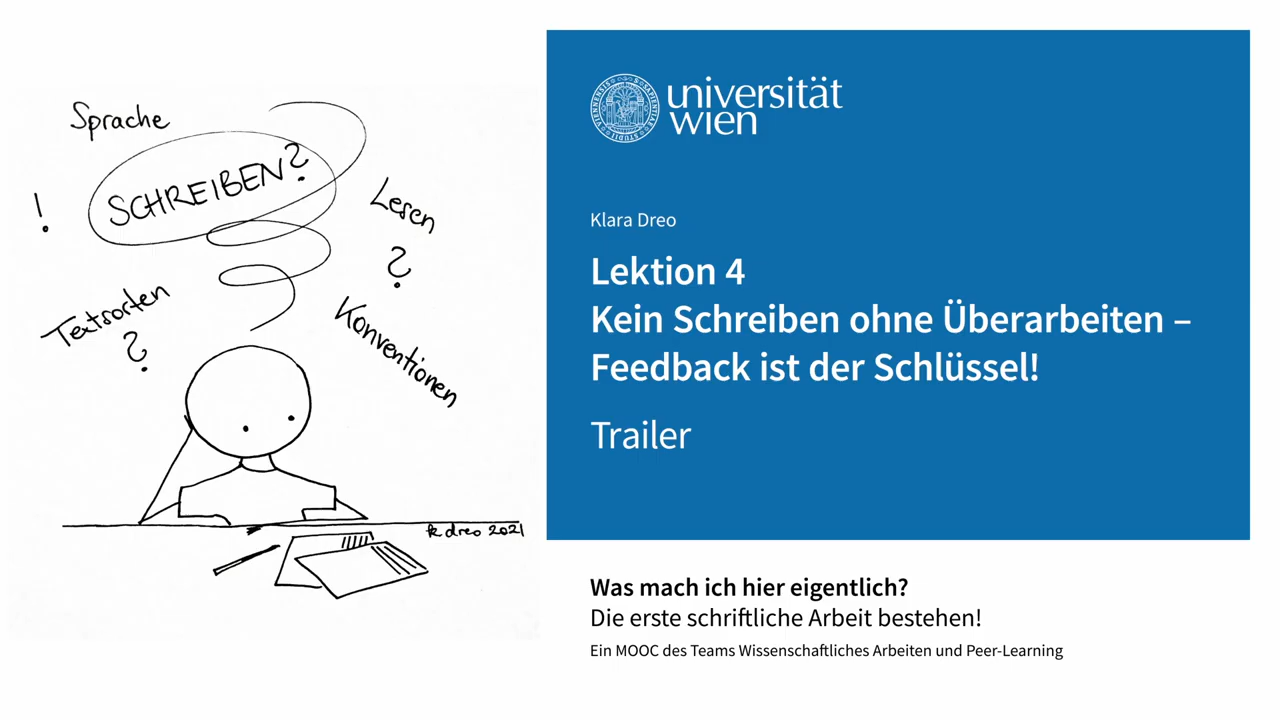 Sprache
SCHREIBEN?
!
Lesen
?
Textsorten
?
Konventionen
k dreo 2021
universität
wien
Klara Dreo
Lektion 4
Kein Schreiben ohne Überarbeiten –
Feedback ist der Schlüssel!
Trailer
Was mach ich hier eigentlich?
Die erste schriftliche Arbeit bestehen!
Ein MOOC des Teams Wissenschaftliches Arbeiten und Peer-Learning